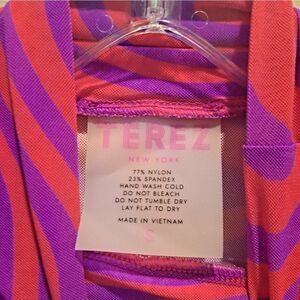 TEREZ
NEW YORK
77% NYLON
23% SPANDEX
HAND WASH COLD
DO NOT BLEACH
DO NOT TUMBLE DRY
LAY FLAT TO DRY
MADE IN VIETNAM
S